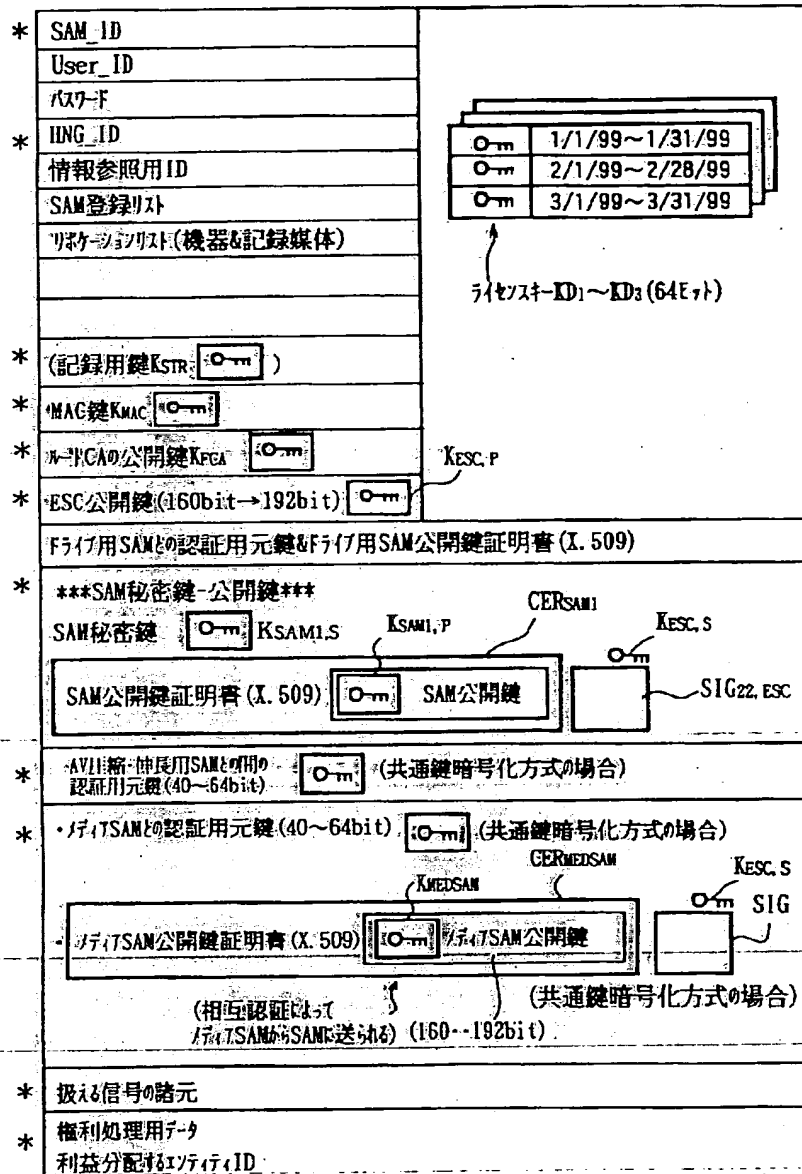 * SAM_ID
User_ID
パスワード
* HNG_ID
情報参照用ID
SAM登録リスト
リボケーションリスト(機器&記録媒体)
1/1/99~1/31/99
2/1/99~2/28/99
3/1/99~3/31/99
ライセンスキーKD1~KD3(64ビット)
* (記録用鍵KSTR )
* ・MAC鍵KMAC
* ルートCAの公開鍵KRCA
KESC,P
* ・ESC公開鍵(160bit→192bit)
ドライブ用SAMとの認証用元鍵&ドライブ用SAM公開鍵証明書(X.509)
* ***SAM秘密鍵-公開鍵***
SAM秘密鍵 KSAM1,S
KSAM1,P
CERSAM1
KESC,S
SAM公開鍵証明書(X.509) SAM公開鍵
SIG22,ESC
* ・AV圧縮・伸長用SAMとの間の
認証用元鍵(40~64bit) (共通鍵暗号化方式の場合)
* ・メディアSAMとの認証用元鍵(40~64bit) (共通鍵暗号化方式の場合)
KMEDSAM
CERMEDSAM
KESC,S
SIG
・メディアSAM公開鍵証明書(X.509) メディアSAM公開鍵
(共通鍵暗号化方式の場合)
(相互認証によって
メディアSAMからSAMに送られる) (160--192bit)
* 扱える信号の諸元
* 権利処理用データ
利益分配するエンティティID